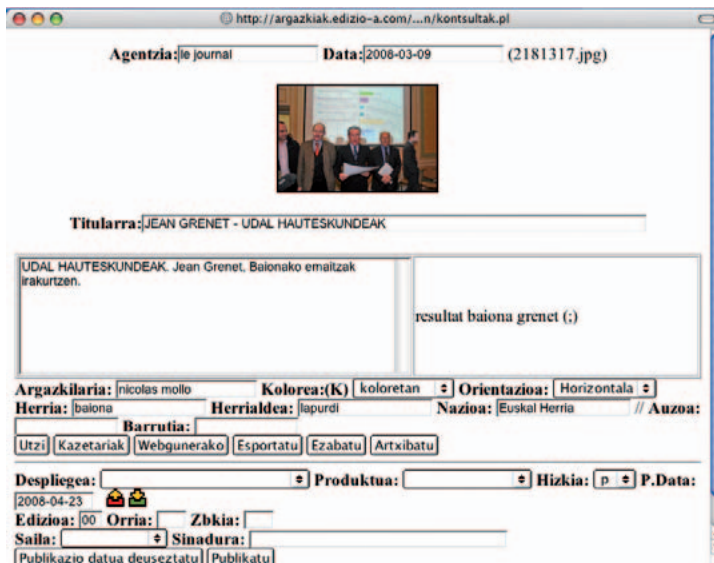 http://argazkiak.edizio-a.com/...n/kontsultak.pl
Agentzia: le journal Data: 2008-03-09 (2181317.jpg)
Titularra: JEAN GRENET - UDAL HAUTESKUNDEAK
UDAL HAUTESKUNDEAK. Jean Grenet, Baionako emaitzak
irakurtzen.
resultat baiona grenet (;)
Argazkilaria: nicolas mollo Kolorea:(K) koloretan Orientazioa: Horizontala
Herria: baiona Herrialdea: lapurdi Nazioa: Euskal Herria // Auzoa:
Barrutia:
Utzi Kazetariak Webgunerako Esportatu Ezabatu Artxibatu
Despliegea: Produktua: Hizkia: p P.Data:
2008-04-23
Edizioa: 00 Orria: Zbkia:
Saila: Sinadura:
Publikazio datua deuseztatu Publikatu